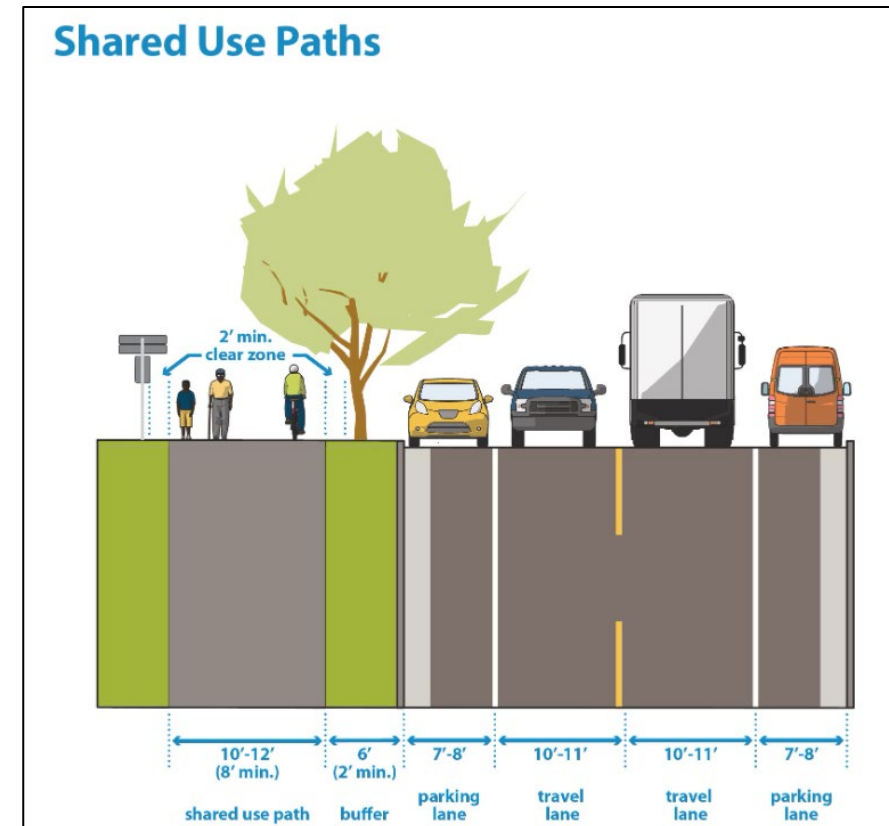 Shared Use Paths
2’ min.
clear zone
10’-12’
(8’ min.)
shared use path
6’
(2’ min.)
buffer
7’-8’
parking
lane
10’-11’
travel
lane
10’-11’
travel
lane
7’-8’
parking
lane